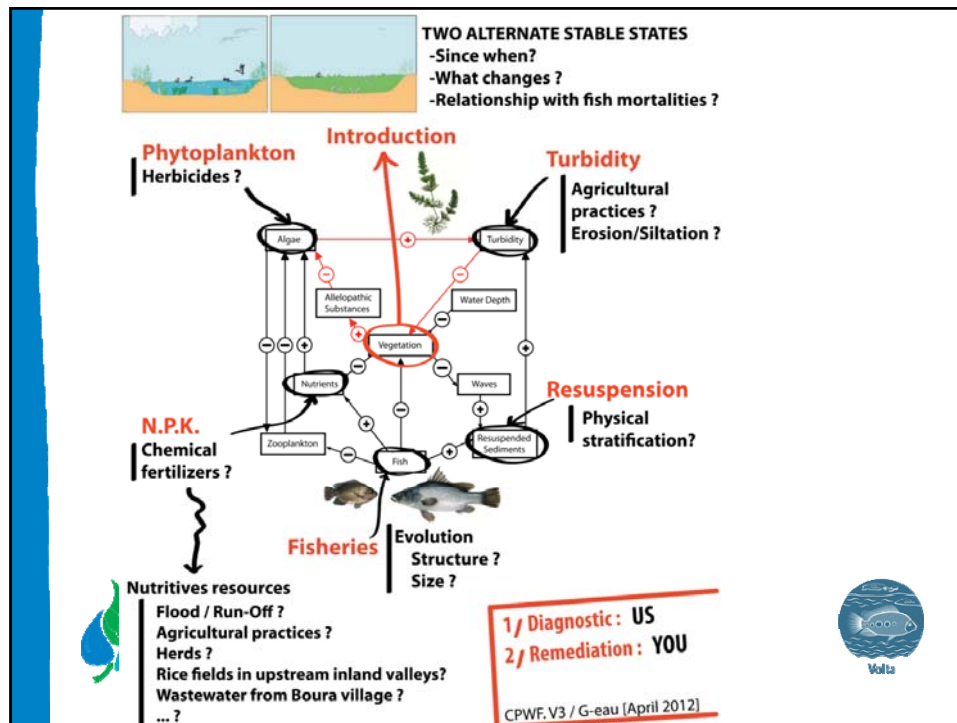 TWO ALTERNATE STABLE STATES
-Since when?
-What changes ?
-Relationship with fish mortalities ?
Introduction
Phytoplankton
Herbicides ?
Turbidity
Agricultural
practices ?
Erosion/Siltation ?
Algae
+
Turbidity
−
−
Allelopathic
Substances
Water Depth
+
−
Vegetation
−
−
+
−
−
+
Nutrients
−
Waves
Resuspension
Physical
stratification?
N.P.K.
Chemical
fertilizers ?
+
+
Zooplankton
−
Fish
+
Resuspended
Sediments
Fisheries
Evolution
Structure ?
Size ?
Nutritives resources
Flood / Run-Off ?
Agricultural practices ?
Herds ?
Rice fields in upstream inland valleys?
Wastewater from Boura village ?
... ?
1/ Diagnostic : US
2/ Remediation : YOU
CPWF. V3 / G-eau [April 2012]
Volta